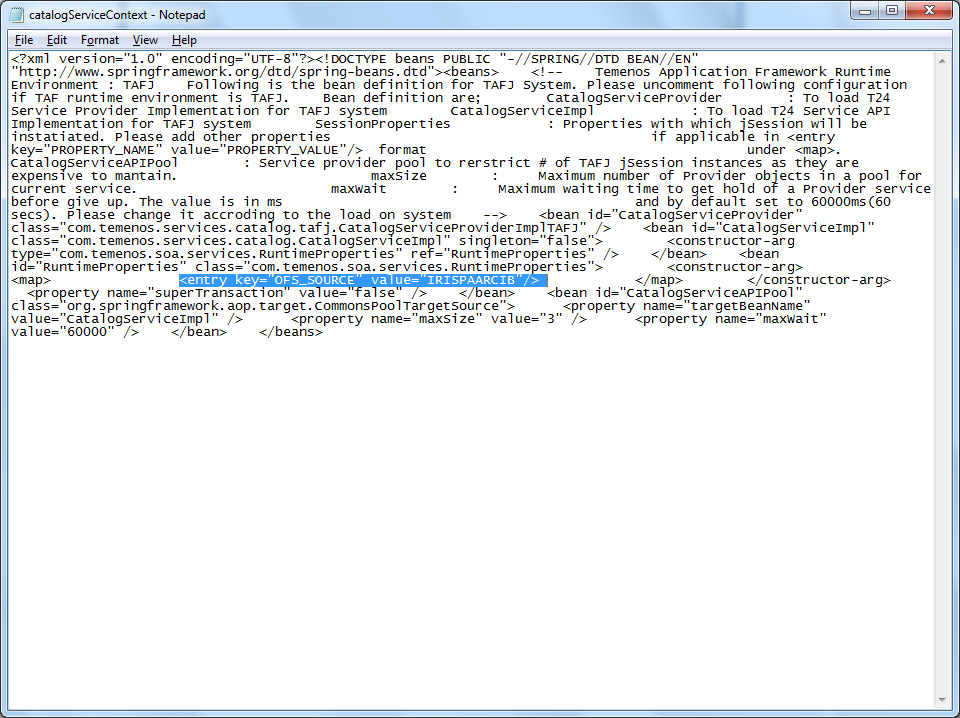 catalogServiceContext - Notepad
File Edit Format View Help
<?xml version="1.0" encoding="UTF-8"?><!DOCTYPE beans PUBLIC "-//SPRING//DTD BEAN//EN"
"http://www.springframework.org/dtd/spring-beans.dtd"><beans>    <!--    Temenos Application Framework Runtime
Environment : TAFJ    Following is the bean definition for TAFJ System. Please uncomment following configuration
if TAF runtime environment is TAFJ.    Bean definition are;        CatalogServiceProvider        : To load T24
Service Provider Implementation for TAFJ system        CatalogServiceImpl            : To load T24 Service API
Implementation for TAFJ system        SessionProperties            : Properties with which jSession will be
instatiated. Please add other properties                                        if applicable in <entry
key="PROPERTY_NAME" value="PROPERTY_VALUE"/>  format                                        under <map>.
CatalogServiceAPIPool        : Service provider pool to rerstrict # of TAFJ jSession instances as they are
expensive to mantain.                        maxSize        :     Maximum number of Provider objects in a pool for
current service.                        maxWait        :     Maximum waiting time to get hold of a Provider service
before give up. The value is in ms                                            and by default set to 60000ms(60
secs). Please change it accroding to the load on system    -->    <bean id="CatalogServiceProvider"
class="com.temenos.services.catalog.tafj.CatalogServiceProviderImplTAFJ" />    <bean id="CatalogServiceImpl"
class="com.temenos.services.catalog.CatalogServiceImpl" singleton="false">        <constructor-arg
type="com.temenos.soa.services.RuntimeProperties" ref="RuntimeProperties" />    </bean>    <bean
id="RuntimeProperties" class="com.temenos.soa.services.RuntimeProperties">        <constructor-arg>
<map>                <entry key="OFS_SOURCE" value="IRISPAARCIB"/>            </map>        </constructor-arg>
<property name="superTransaction" value="false" />    </bean>    <bean id="CatalogServiceAPIPool"
class="org.springframework.aop.target.CommonsPoolTargetSource">      <property name="targetBeanName"
value="CatalogServiceImpl" />      <property name="maxSize" value="3" />      <property name="maxWait"
value="60000" />    </bean>    </beans>